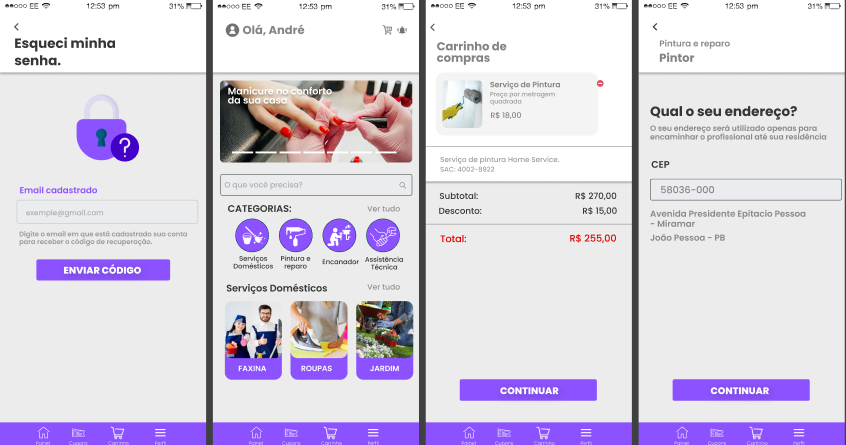 ●●○○○ EE 12:53 pm 31%
Esqueci minha
senha.
?
Email cadastrado
exemple@gmail.com
Digite o email em que está cadastrado sua conta
para receber o código de recuperação.
ENVIAR CÓDIGO
Painel Cupons Carrinho Perfil
●●○○○ EE 12:53 pm 31%
Olá, André
Manicure no conforto
da sua casa
O que você precisa?
CATEGORIAS: Ver tudo
Serviços
Domésticos
Pintura e
reparo
Encanador
Assistência
Técnica
Serviços Domésticos Ver tudo
FAXINA ROUPAS JARDIM
Painel Cupons Carrinho Perfil
●●○○○ EE 12:53 pm 31%
Carrinho de
compras
Serviço de Pintura
Preço por metragem
quadrada
R$ 18,00
Serviço de pintura Home Service.
SAC: 4002-8922
Subtotal: R$ 270,00
Desconto: R$ 15,00
Total: R$ 255,00
CONTINUAR
Painel Cupons Carrinho Perfil
●●○○○ EE 12:53 pm 31%
Pintura e reparo
Pintor
Qual o seu endereço?
O seu endereço será utilizado apenas para
encaminhar o profissional até sua residência
CEP
58036-000
Avenida Presidente Epitacio Pessoa
- Miramar
João Pessoa - PB
CONTINUAR
Painel Cupons Carrinho Perfil